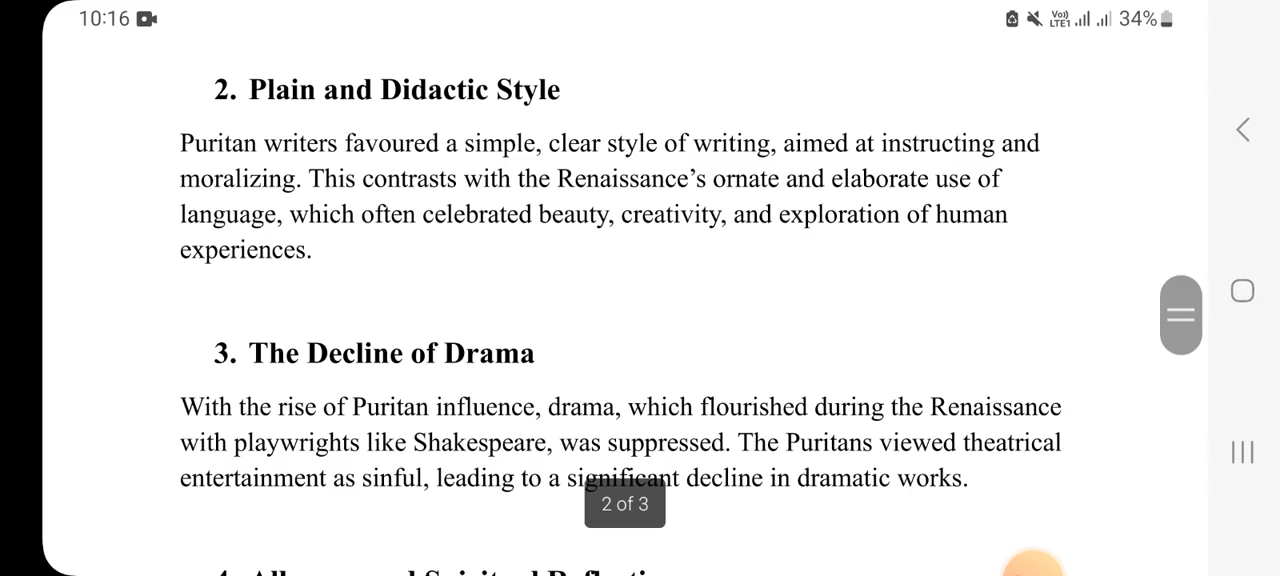 10:16
Vo)) LTE1 34%
2. Plain and Didactic Style
Puritan writers favoured a simple, clear style of writing, aimed at instructing and
moralizing. This contrasts with the Renaissance’s ornate and elaborate use of
language, which often celebrated beauty, creativity, and exploration of human
experiences.
3. The Decline of Drama
With the rise of Puritan influence, drama, which flourished during the Renaissance
with playwrights like Shakespeare, was suppressed. The Puritans viewed theatrical
entertainment as sinful, leading to a significant decline in dramatic works.
2 of 3